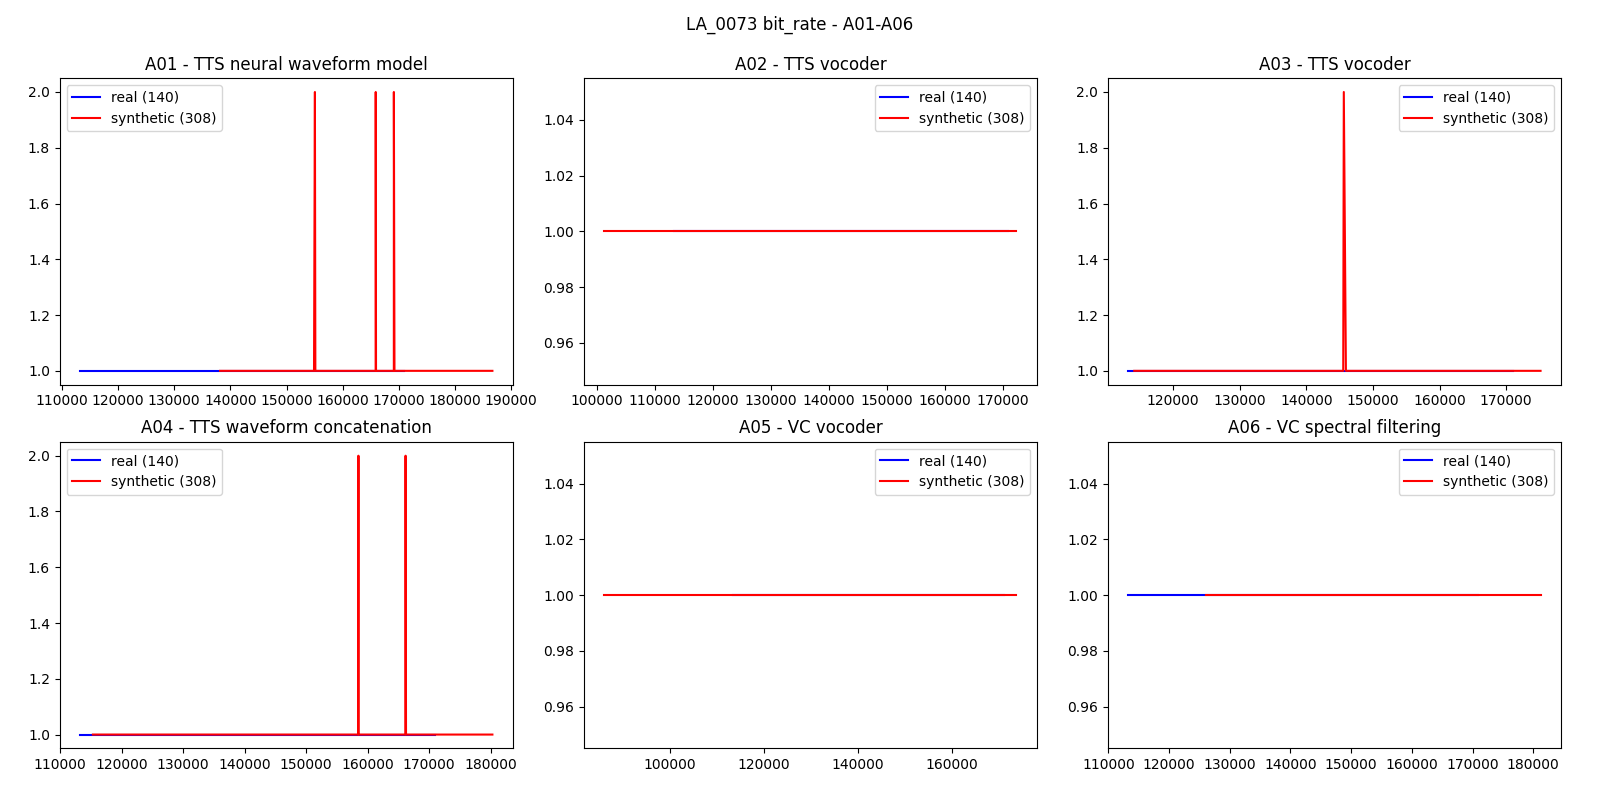 LA_0073 bit_rate - A01-A06
A01 - TTS neural waveform model
2.0
1.8
1.6
1.4
1.2
1.0
real (140)
synthetic (308)
110000 120000 130000 140000 150000 160000 170000 180000 190000
A02 - TTS vocoder
1.04
1.02
1.00
0.98
0.96
real (140)
synthetic (308)
100000 110000 120000 130000 140000 150000 160000 170000
A03 - TTS vocoder
2.0
1.8
1.6
1.4
1.2
1.0
real (140)
synthetic (308)
120000 130000 140000 150000 160000 170000
A04 - TTS waveform concatenation
2.0
1.8
1.6
1.4
1.2
1.0
real (140)
synthetic (308)
110000 120000 130000 140000 150000 160000 170000 180000
A05 - VC vocoder
1.04
1.02
1.00
0.98
0.96
real (140)
synthetic (308)
100000 120000 140000 160000
A06 - VC spectral filtering
1.04
1.02
1.00
0.98
0.96
real (140)
synthetic (308)
110000 120000 130000 140000 150000 160000 170000 180000